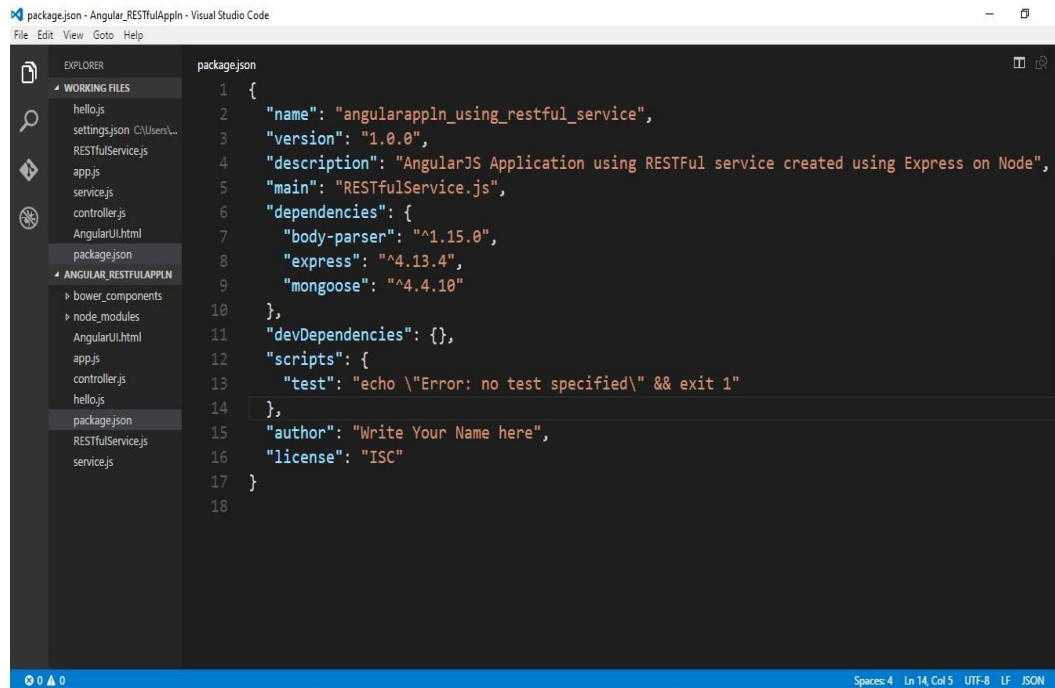 package.json - Angular_RESTfulAppln - Visual Studio Code
File Edit View Goto Help
EXPLORER
WORKING FILES
hello.js
settings.json C:\Users\...
RESTfulService.js
app.js
service.js
controller.js
AngularUI.html
package.json
ANGULAR_RESTFULAPPLN
bower_components
node_modules
AngularUI.html
app.js
controller.js
hello.js
package.json
RESTfulService.js
service.js
package.json
1 {
2 "name": "angularappln_using_restful_service",
3 "version": "1.0.0",
4 "description": "AngularJS Application using RESTFul service created using Express on Node",
5 "main": "RESTfulService.js",
6 "dependencies": {
7 "body-parser": "^1.15.0",
8 "express": "^4.13.4",
9 "mongoose": "^4.4.10"
10 },
11 "devDependencies": {},
12 "scripts": {
13 "test": "echo \"Error: no test specified\" && exit 1"
14 },
15 "author": "Write Your Name here",
16 "license": "ISC"
17 }
18
0 0 Spaces: 4 Ln 14, Col 5 UTF-8 LF JSON